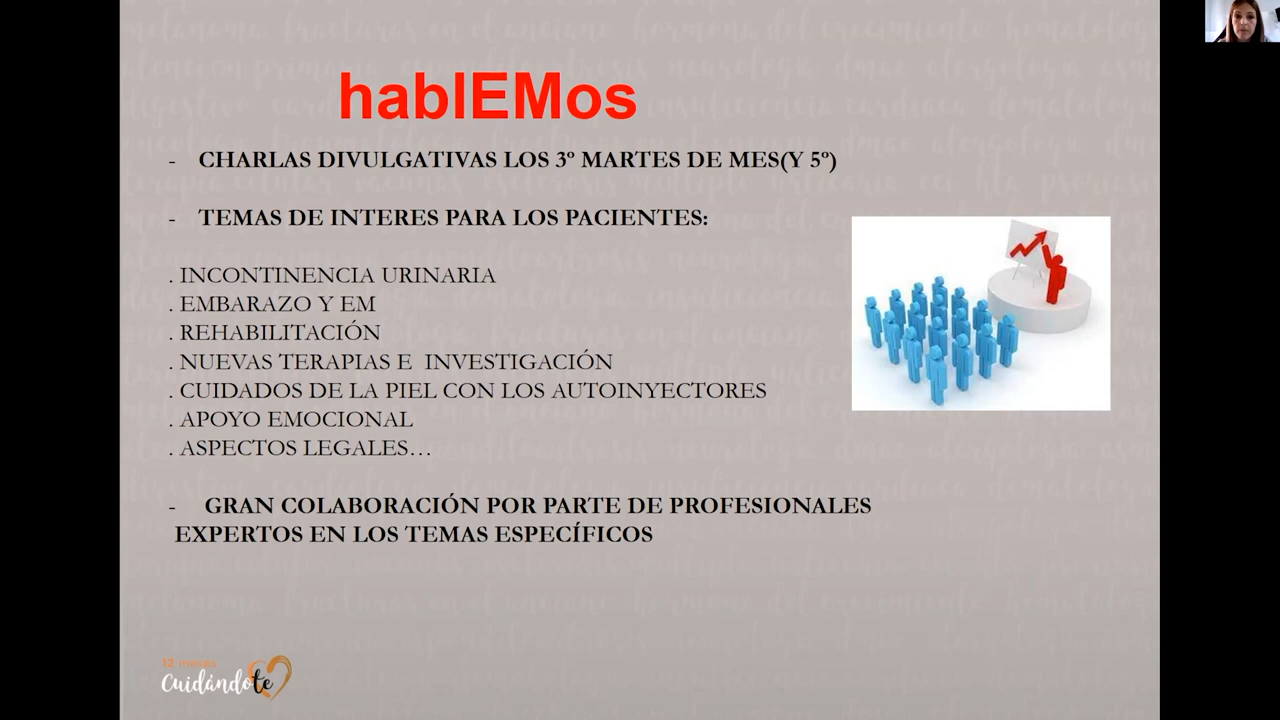 hablEMos
- CHARLAS DIVULGATIVAS LOS 3º MARTES DE MES(Y 5º)
- TEMAS DE INTERES PARA LOS PACIENTES:
. INCONTINENCIA URINARIA
. EMBARAZO Y EM
. REHABILITACIÓN
. NUEVAS TERAPIAS E INVESTIGACIÓN
. CUIDADOS DE LA PIEL CON LOS AUTOINYECTORES
. APOYO EMOCIONAL
. ASPECTOS LEGALES…
- GRAN COLABORACIÓN POR PARTE DE PROFESIONALES
EXPERTOS EN LOS TEMAS ESPECÍFICOS
12 meses
Cuidándote